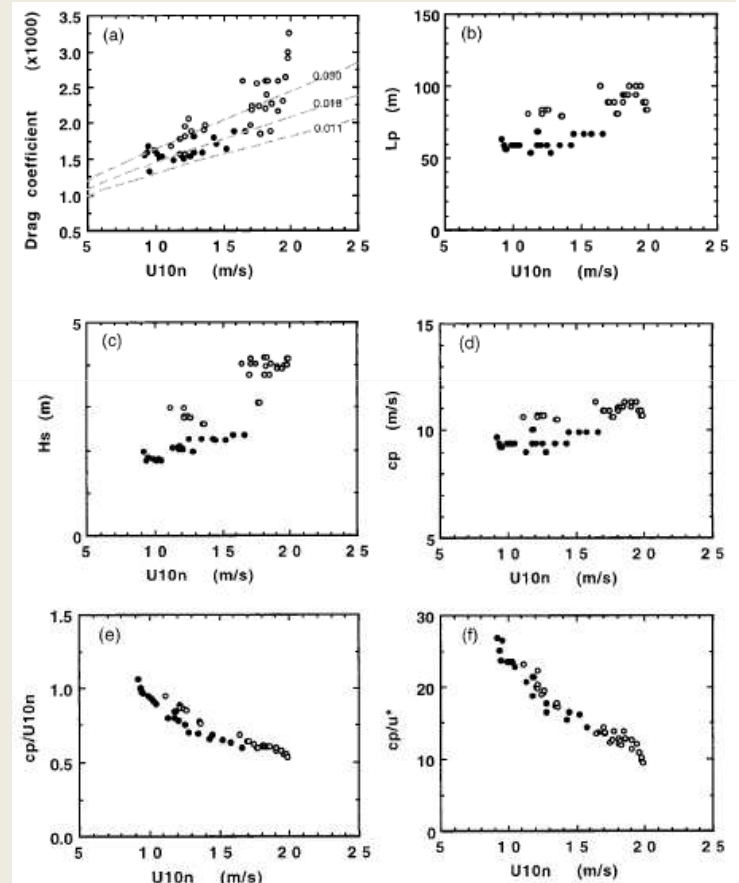 (a)
Drag coefficient (x1000)
3.5
3.0
2.5
2.0
1.5
1.0
0.5
0.030
0.018
0.011
5 10 15 20 25
U10n (m/s)
(b)
Lp (m)
150
100
50
0
5 10 15 20 25
U10n (m/s)
(c)
Hs (m)
5
0
5 10 15 20 25
U10n (m/s)
(d)
cp (m/s)
15
10
5
5 10 15 20 25
U10n (m/s)
(e)
cp/U10n
1.5
1.0
0.5
0.0
5 10 15 20 25
U10n (m/s)
(f)
cp/u*
30
20
10
0
5 10 15 20 25
U10n (m/s)